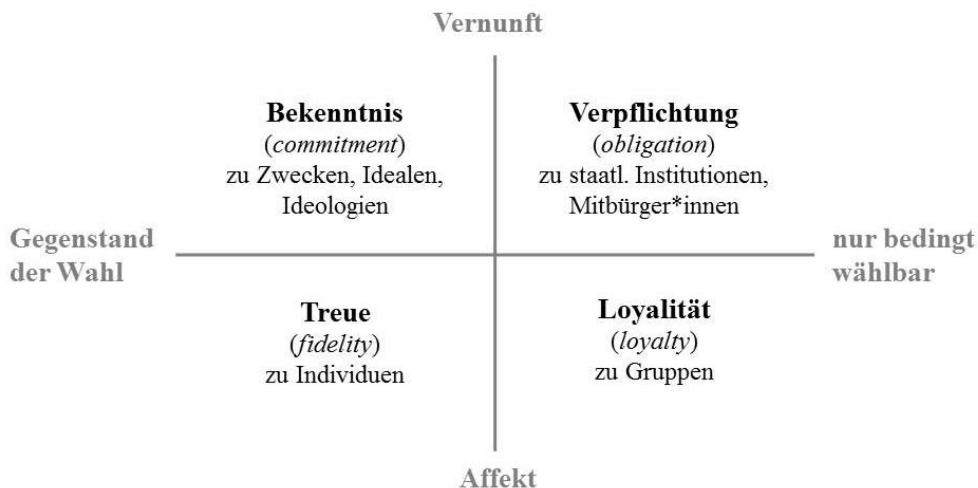 Vernunft
Bekenntnis
(commitment)
zu Zwecken, Idealen,
Ideologien
Verpflichtung
(obligation)
zu staatl. Institutionen,
Mitbürger*innen
Gegenstand
der Wahl
nur bedingt
wählbar
Treue
(fidelity)
zu Individuen
Loyalität
(loyalty)
zu Gruppen
Affekt